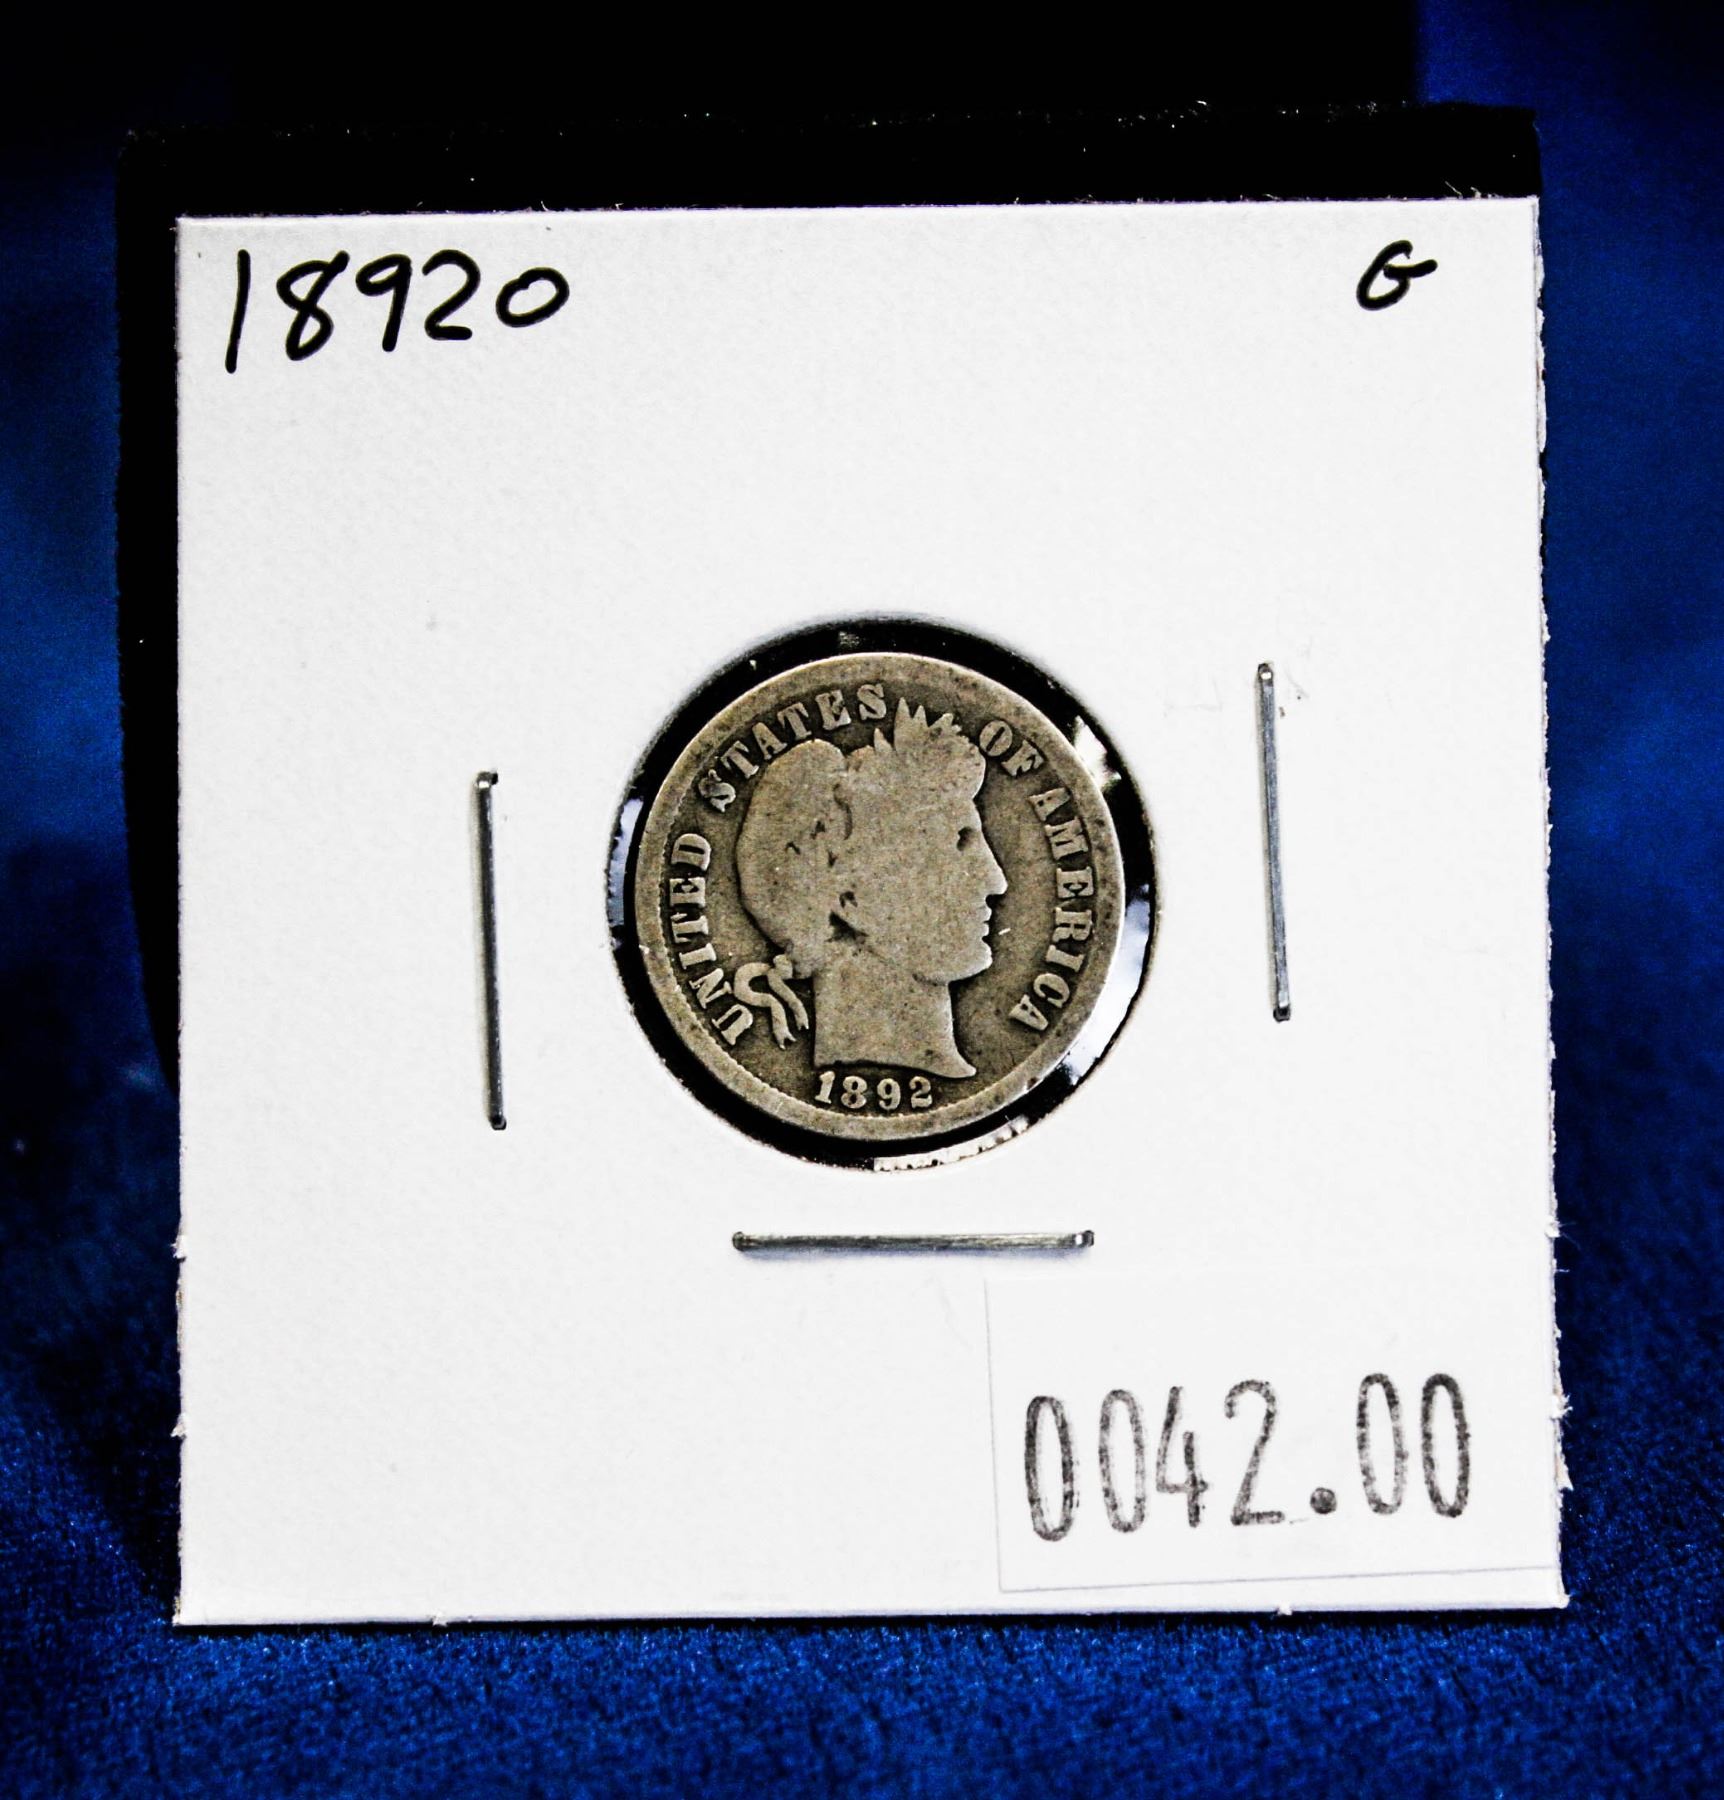 18920 G
UNITED STATES OF AMERICA
1892
0042.00